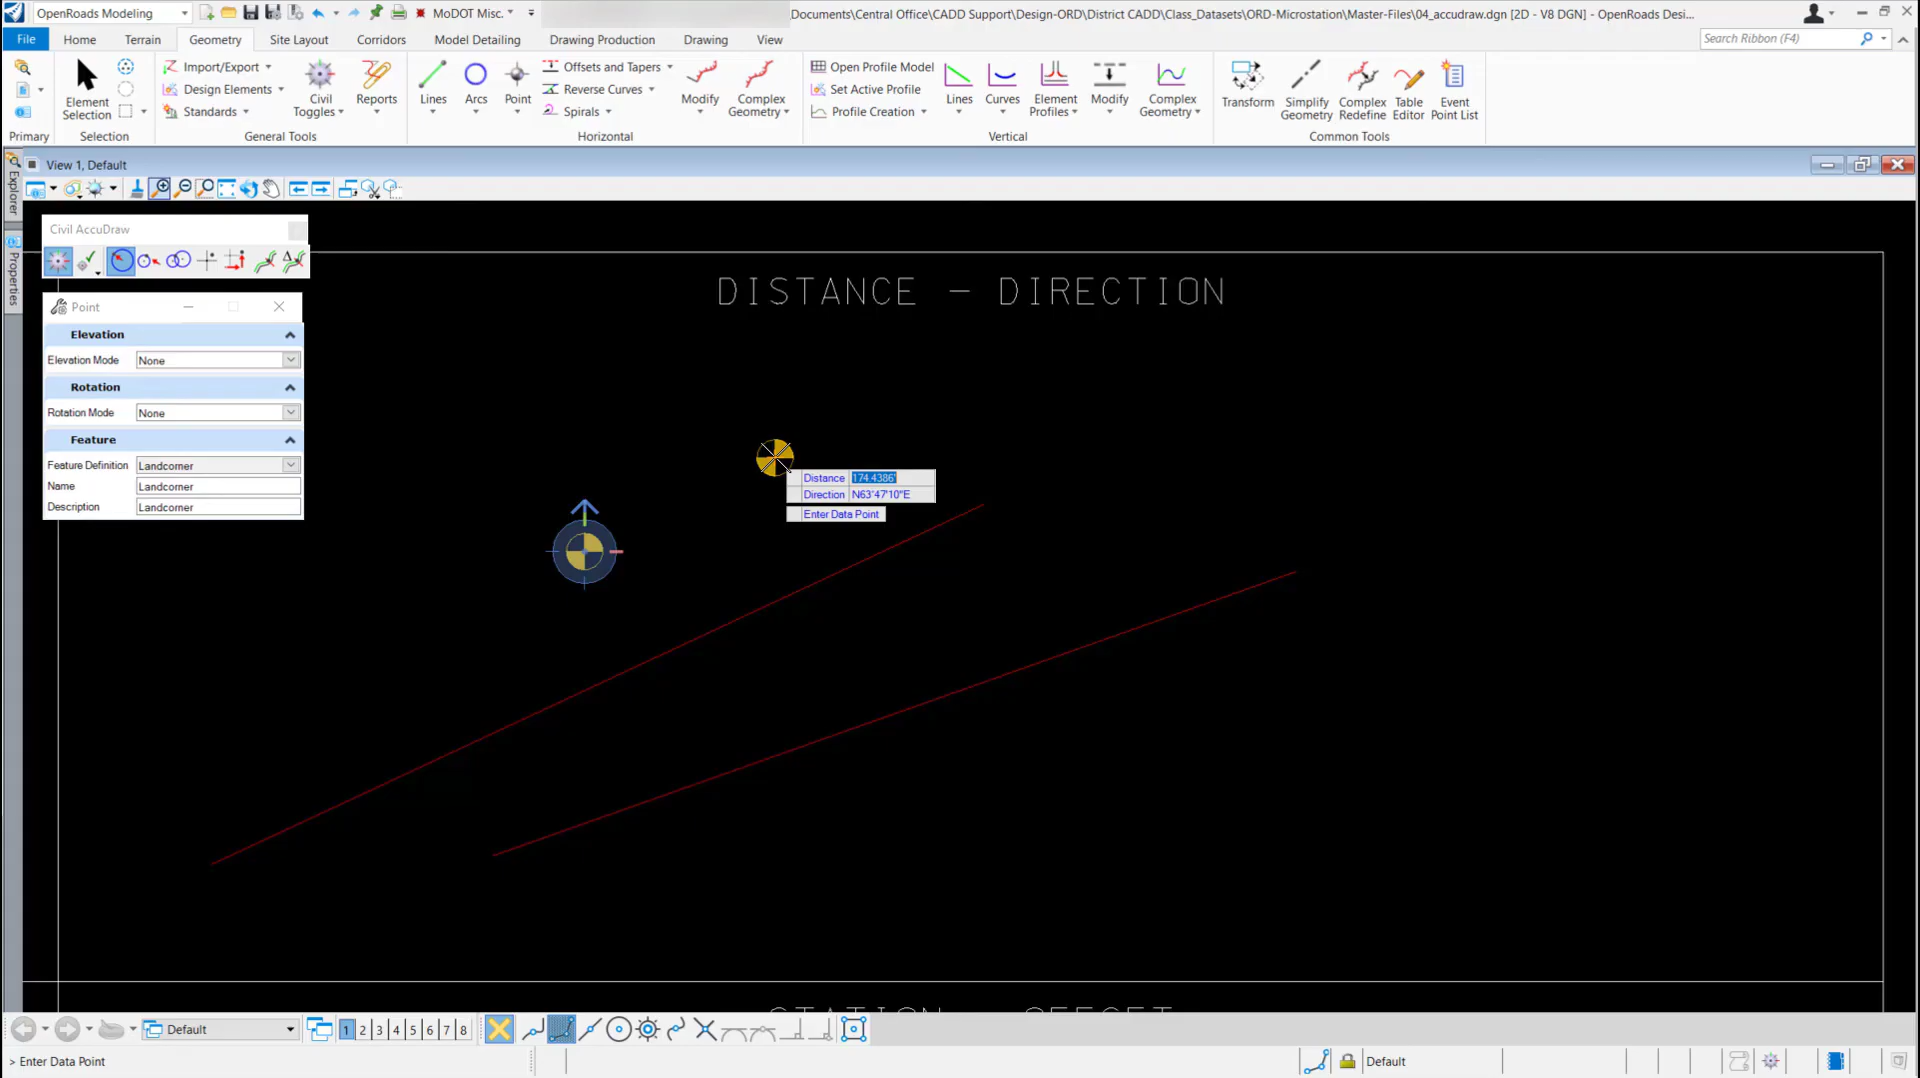 OpenRoads Modeling
MoDOT Misc.
Documents\Central Office\CADD Support\Design-ORD\District CADD\Class_Datasets\ORD-Microstation\Master-Files\04_accudraw.dgn [2D - V8 DGN] - OpenRoads Desi...
File Home Terrain Geometry Site Layout Corridors Model Detailing Drawing Production Drawing View
Search Ribbon (F4)
Element Selection
Import/Export
Design Elements
Standards
Civil Toggles
Reports
Lines
Arcs
Point
Offsets and Tapers
Reverse Curves
Spirals
Modify
Complex Geometry
Open Profile Model
Set Active Profile
Profile Creation
Lines
Curves
Element Profiles
Modify
Complex Geometry
Transform
Simplify Geometry
Complex Redefine
Table Editor
Event Point List
Primary Selection General Tools Horizontal Vertical Common Tools
View 1, Default
Explorer
Properties
Civil AccuDraw
Point
Elevation
Elevation Mode None
Rotation
Rotation Mode None
Feature
Feature Definition Landcorner
Name Landcorner
Description Landcorner
DISTANCE - DIRECTION
Distance 174.4386'
Direction N63°47'10"E
Enter Data Point
STATION - OFFSET
Default
1 2 3 4 5 6 7 8
> Enter Data Point
Default